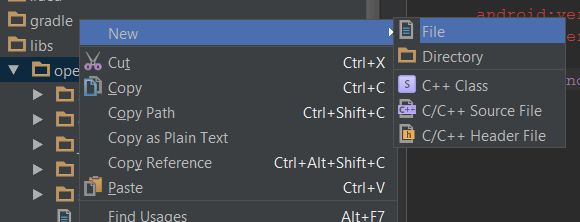 gradle
libs
ope
New
Cut Ctrl+X
Copy Ctrl+C
Copy Path Ctrl+Shift+C
Copy as Plain Text
Copy Reference Ctrl+Alt+Shift+C
Paste Ctrl+V
Find Usages Alt+F7
File
Directory
C++ Class
C/C++ Source File
C/C++ Header File
android:ver